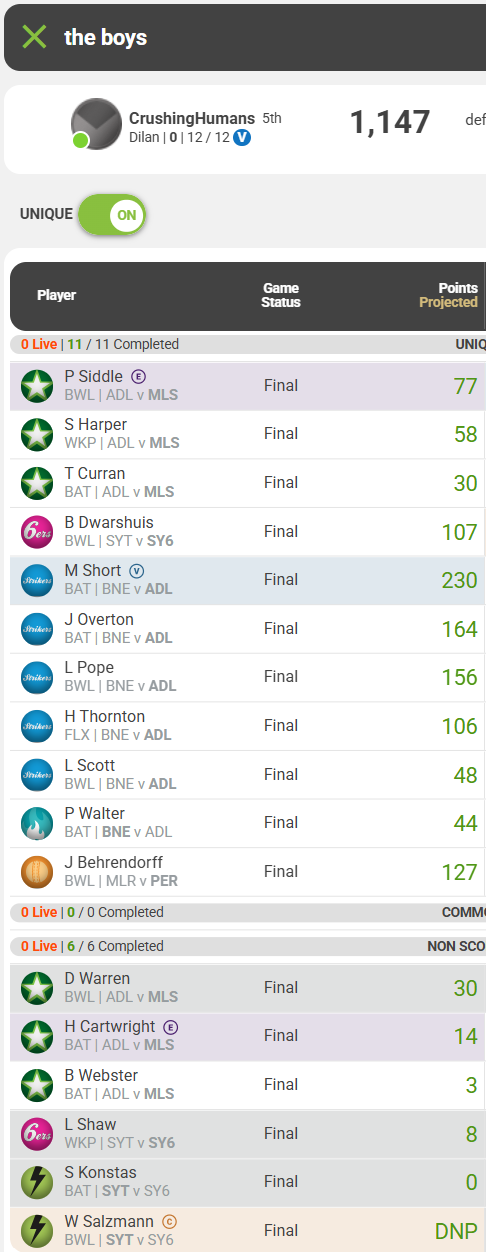 the boys
CrushingHumans 5th
1,147
def
Dilan | 0 | 12 / 12 V
UNIQUE ON
Player
Game
Status
Points
Projected
0 Live | 11 / 11 Completed
UNIQ
P Siddle E
BWL | ADL v MLS
Final
77
S Harper
WKP | ADL v MLS
Final
58
T Curran
BAT | ADL v MLS
Final
30
6ers
B Dwarshuis
BWL | SYT v SY6
Final
107
Strikers
M Short V
BAT | BNE v ADL
Final
230
Strikers
J Overton
BAT | BNE v ADL
Final
164
Strikers
L Pope
BWL | BNE v ADL
Final
156
Strikers
H Thornton
FLX | BNE v ADL
Final
106
Strikers
L Scott
BWL | BNE v ADL
Final
48
P Walter
BAT | BNE v ADL
Final
44
J Behrendorff
BWL | MLR v PER
Final
127
0 Live | 0 / 0 Completed
COMMO
0 Live | 6 / 6 Completed
NON SCO
D Warren
BWL | ADL v MLS
Final
30
H Cartwright E
BAT | ADL v MLS
Final
14
B Webster
BAT | ADL v MLS
Final
3
6ers
L Shaw
WKP | SYT v SY6
Final
8
S Konstas
BAT | SYT v SY6
Final
0
W Salzmann C
BWL | SYT v SY6
Final
DNP